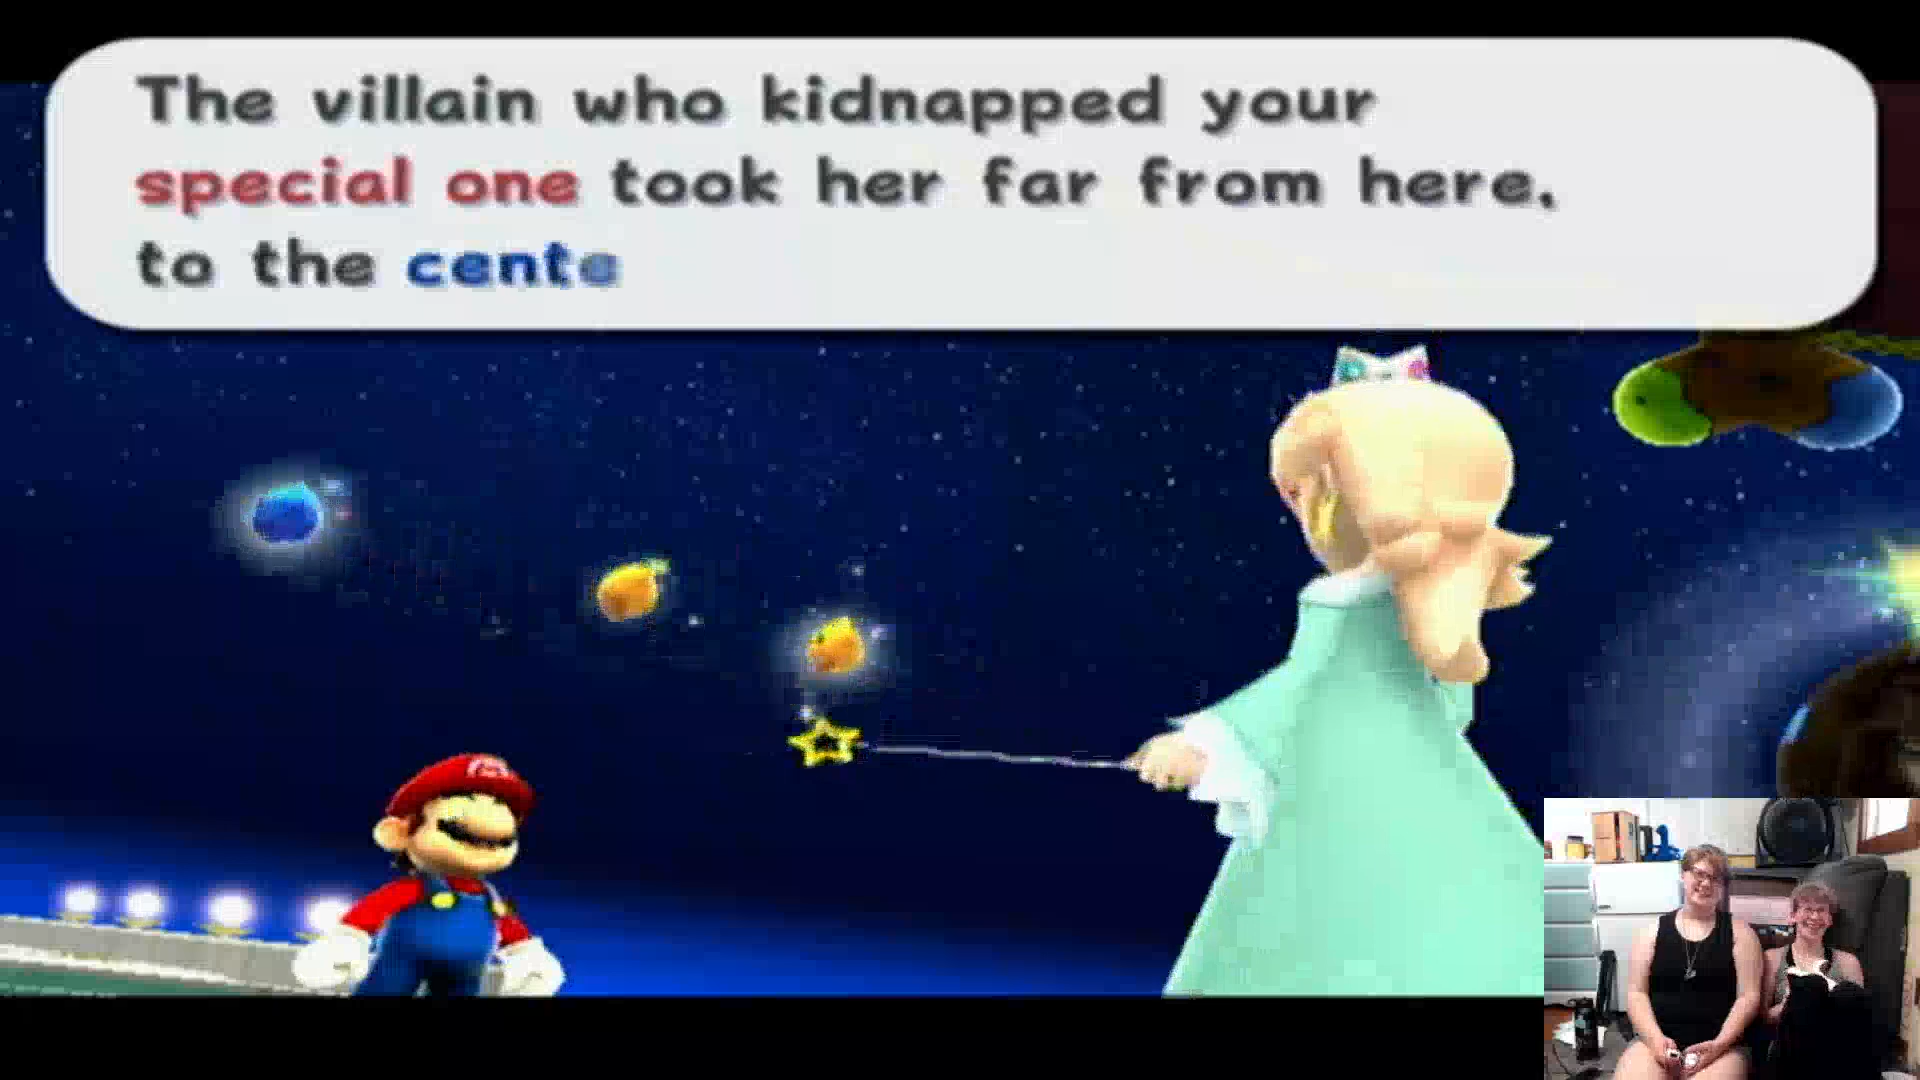 The villain who kidnapped your
special one took her far from here,
to the cente